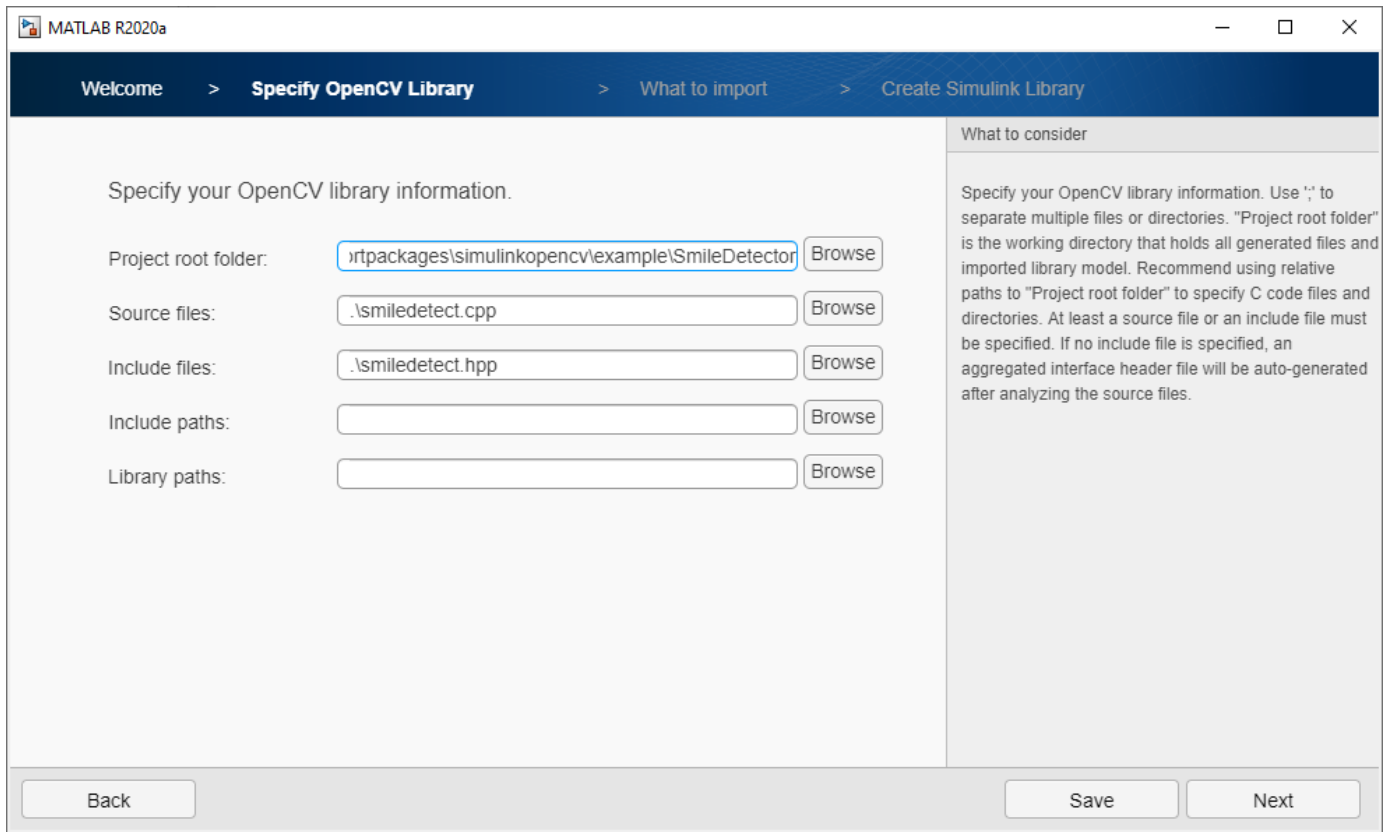 MATLAB R2020a
Welcome > Specify OpenCV Library > What to import > Create Simulink Library
What to consider
Specify your OpenCV library information.
Project root folder: rtpackages\simulinkopencv\example\SmileDetector Browse
Source files: .\smiledetect.cpp Browse
Include files: .\smiledetect.hpp Browse
Include paths: Browse
Library paths: Browse
Specify your OpenCV library information. Use ';' to
separate multiple files or directories. "Project root folder"
is the working directory that holds all generated files and
imported library model. Recommend using relative
paths to "Project root folder" to specify C code files and
directories. At least a source file or an include file must
be specified. If no include file is specified, an
aggregated interface header file will be auto-generated
after analyzing the source files.
Back Save Next